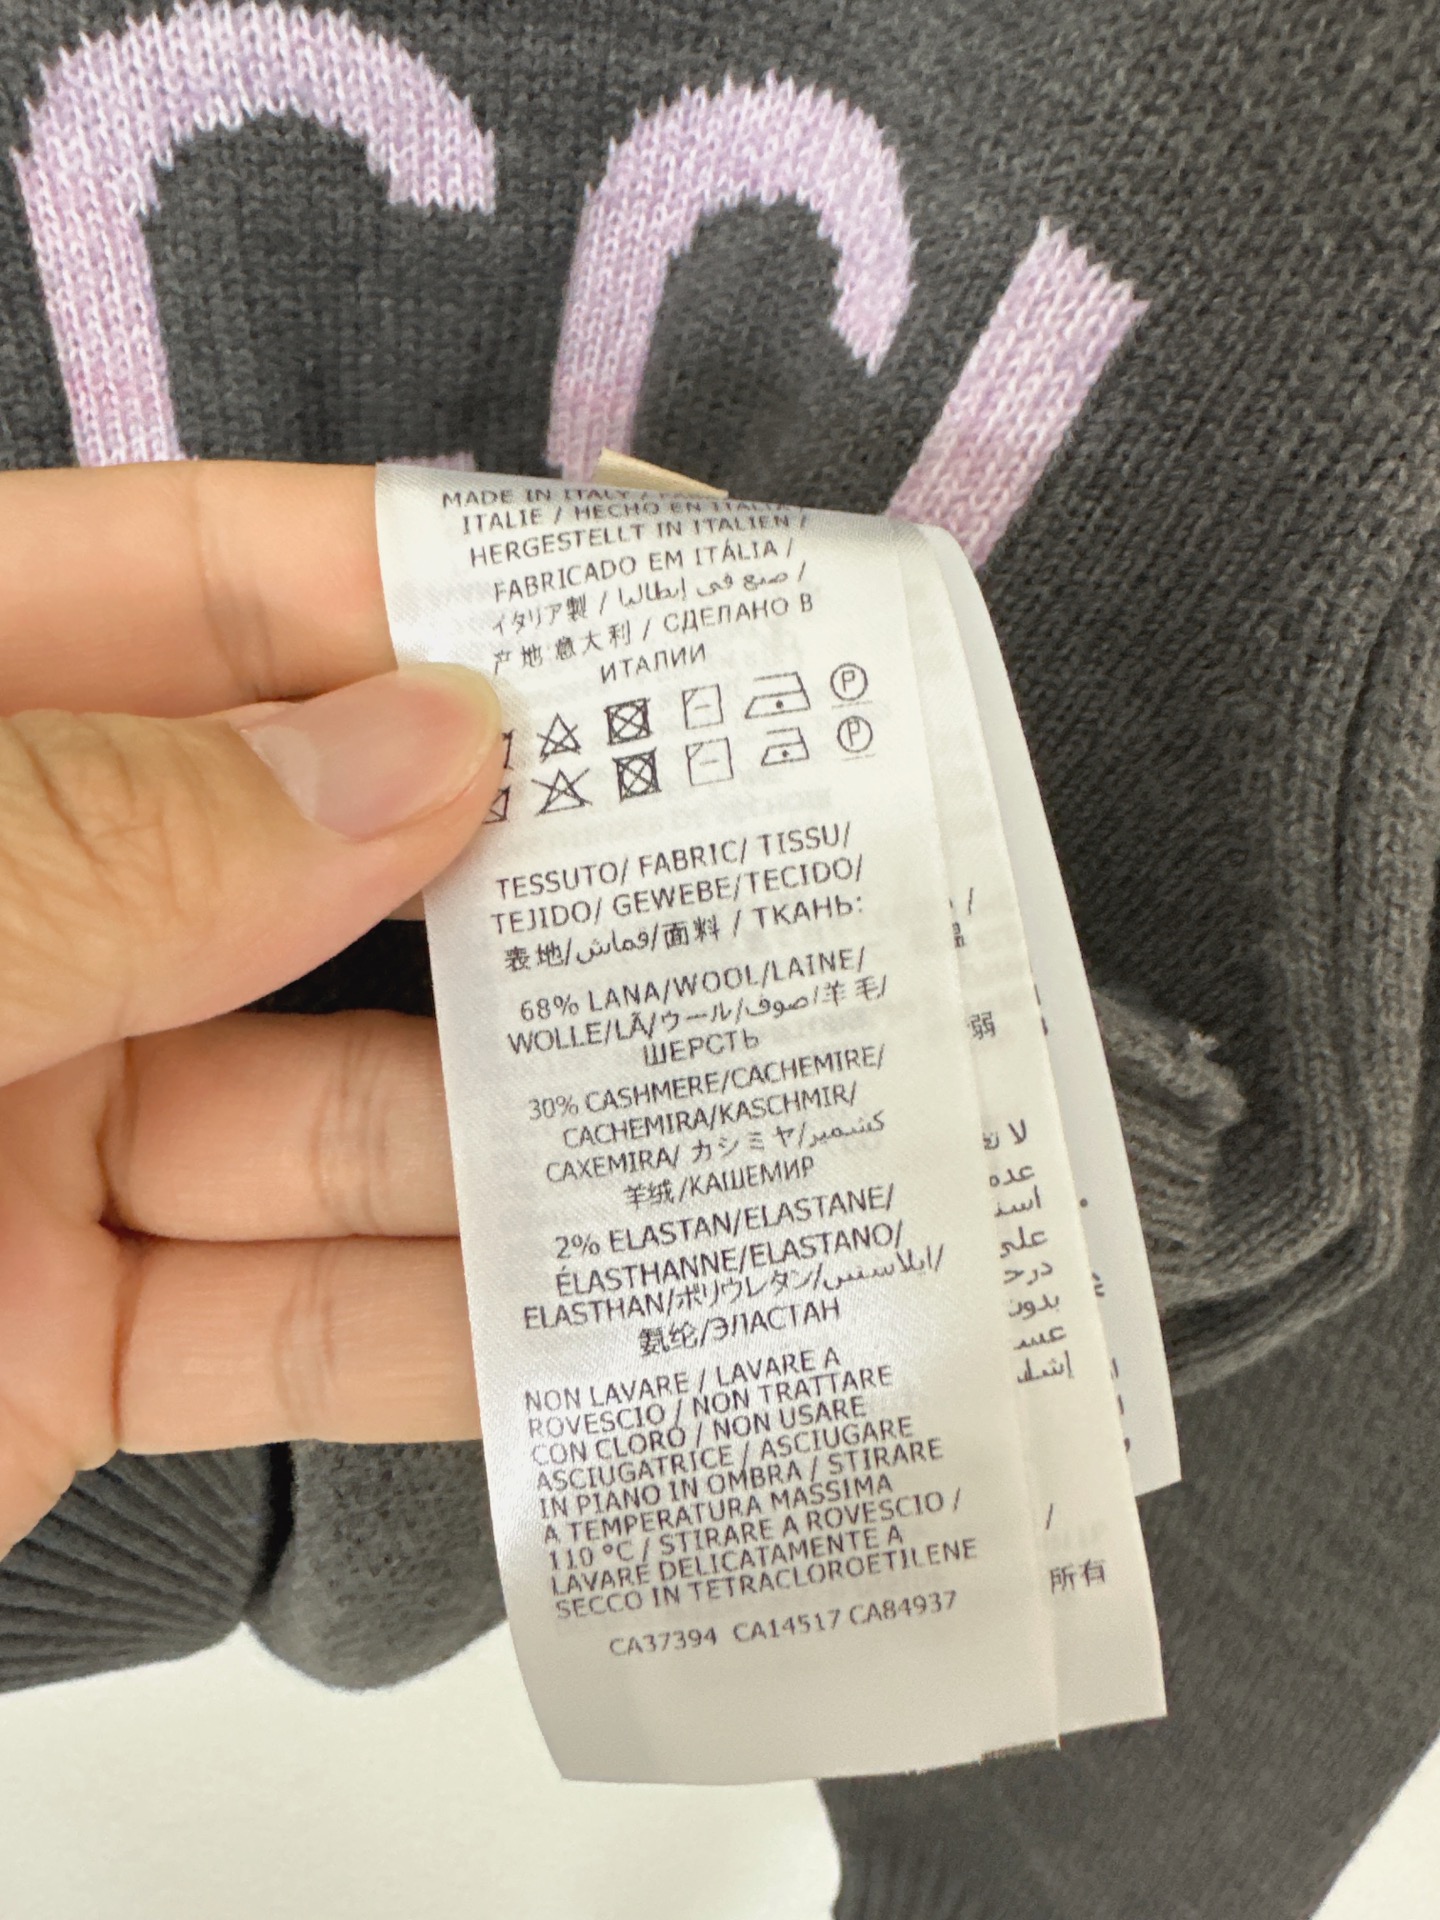 MADE IN ITALY /
ITALIE / HECHO EN ITALIA /
HERGESTELLT IN ITALIEN /
FABRICADO EM ITÁLIA /
イタリア製 / صنع في إيطاليا /
产地意大利 / СДЕЛАНО В
ИТАЛИИ
P
P
TESSUTO/ FABRIC/ TISSU/
TEJIDO/ GEWEBE/TECIDO/
表地/قماش/面料 / ТКАНЬ:
68% LANA/WOOL/LAINE/
WOLLE/LÃ/ウール/صوف/羊毛/
ШЕРСТЬ
30% CASHMERE/CACHEMIRE/
CACHEMIRA/KASCHMIR/
CAXEMIRA/ カシミヤ/كشمير/
羊绒/КАШЕМИР
2% ELASTAN/ELASTANE/
ÉLASTHANNE/ELASTANO/
ELASTHAN/ポリウレタン/إيلاستين/
氨纶/ЭЛАСТАН
NON LAVARE / LAVARE A
ROVESCIO / NON TRATTARE
CON CLORO / NON USARE
ASCIUGATRICE / ASCIUGARE
IN PIANO IN OMBRA / STIRARE
A TEMPERATURA MASSIMA
110 °C / STIRARE A ROVESCIO /
LAVARE DELICATAMENTE A
SECCO IN TETRACLOROETILENE
CA37394 CA14517 CA84937
弱
所有